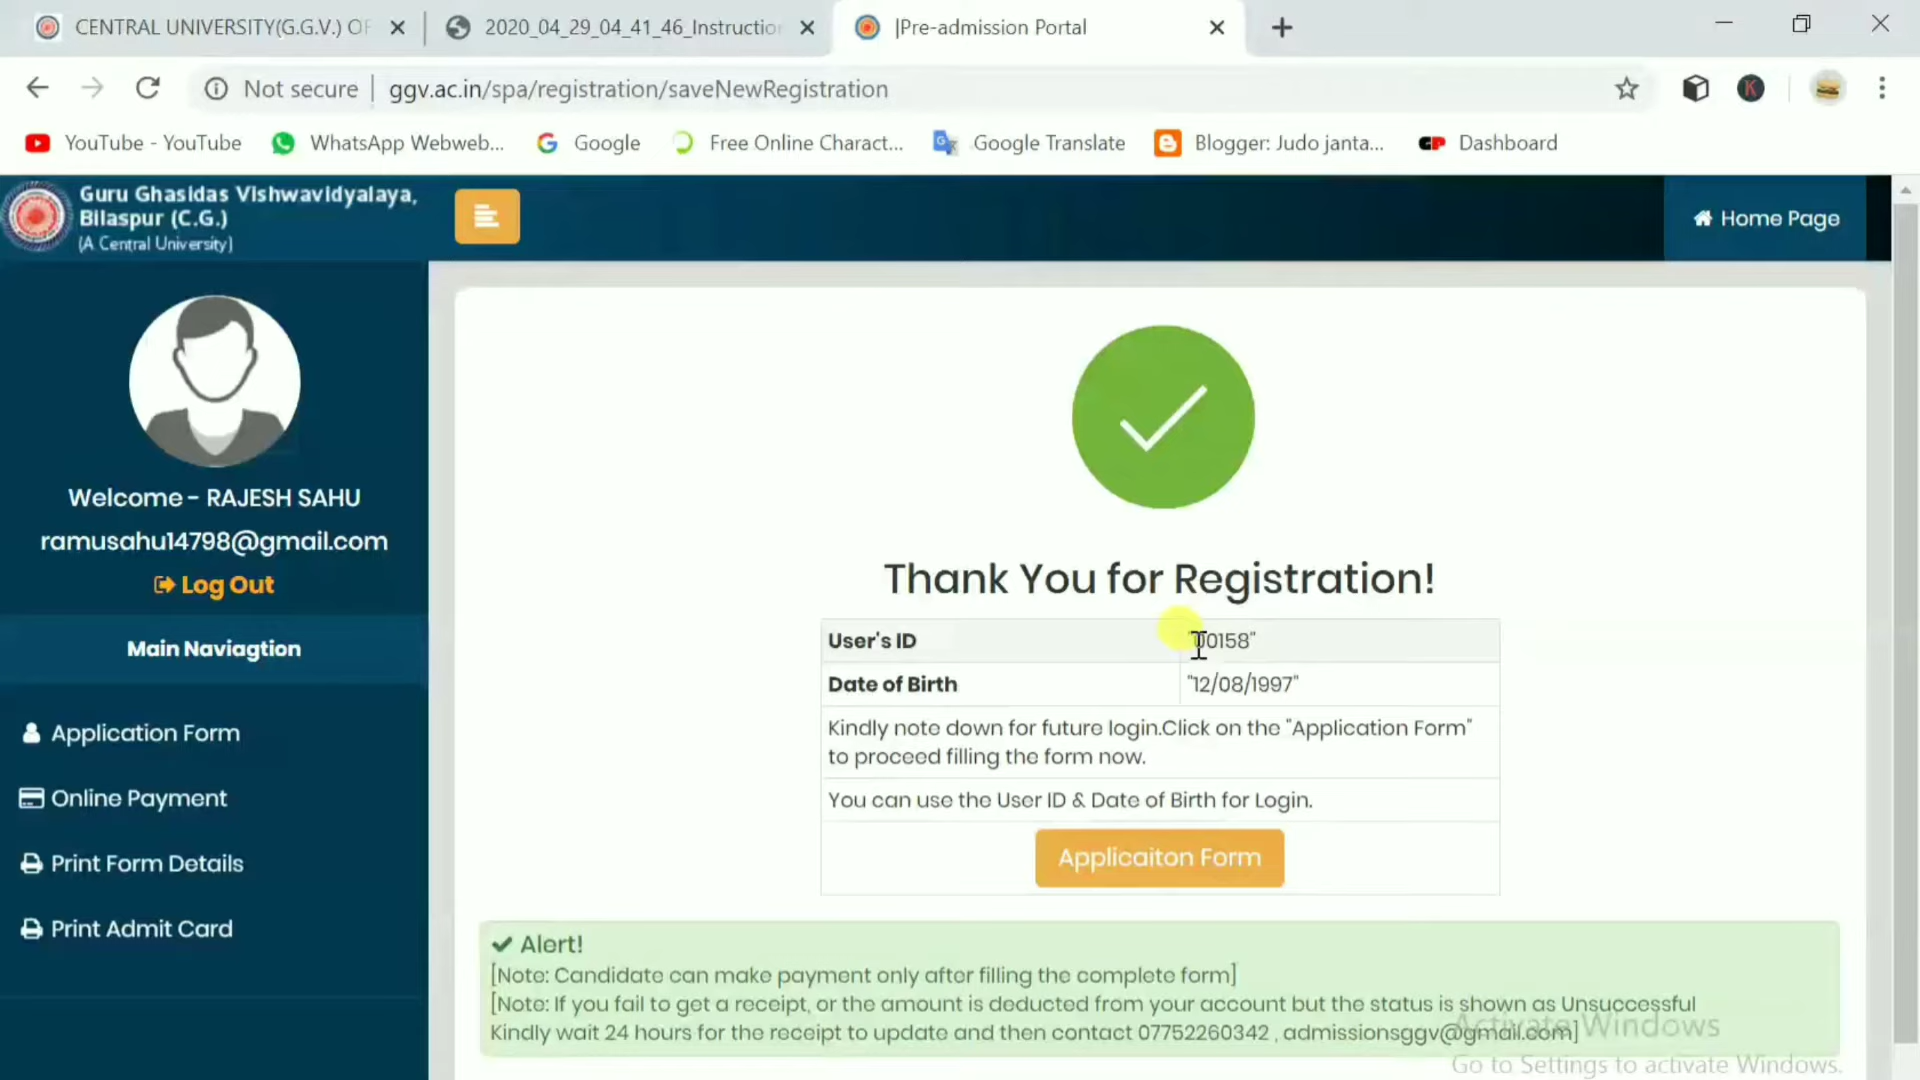 CENTRAL UNIVERSITY(G.G.V.) OF
2020_04_29_04_41_46_Instruction
|Pre-admission Portal
Not secure
ggv.ac.in/spa/registration/saveNewRegistration
YouTube - YouTube
WhatsApp Webweb...
Google
Free Online Charact...
Google Translate
Blogger: Judo janta...
Dashboard
Guru Ghasidas Vishwavidyalaya,
Bilaspur (C.G.)
(A Central University)
Home Page
Welcome - RAJESH SAHU
ramusahu14798@gmail.com
Log Out
Main Naviagtion
Application Form
Online Payment
Print Form Details
Print Admit Card
Thank You for Registration!
User's ID "00158"
Date of Birth "12/08/1997"
Kindly note down for future login.Click on the "Application Form"
to proceed filling the form now.
You can use the User ID & Date of Birth for Login.
Applicaiton Form
Alert!
[Note: Candidate can make payment only after filling the complete form]
[Note: If you fail to get a receipt, or the amount is deducted from your account but the status is shown as Unsuccessful
Kindly wait 24 hours for the receipt to update and then contact 07752260342 , admissionsggv@gmail.com]
Activate Windows
Go to Settings to activate Windows.